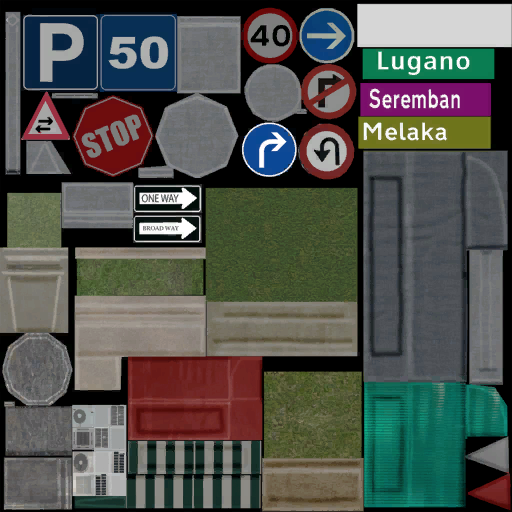 P
50
40
STOP
Lugano
Seremban
Melaka
ONE WAY
BROAD WAY